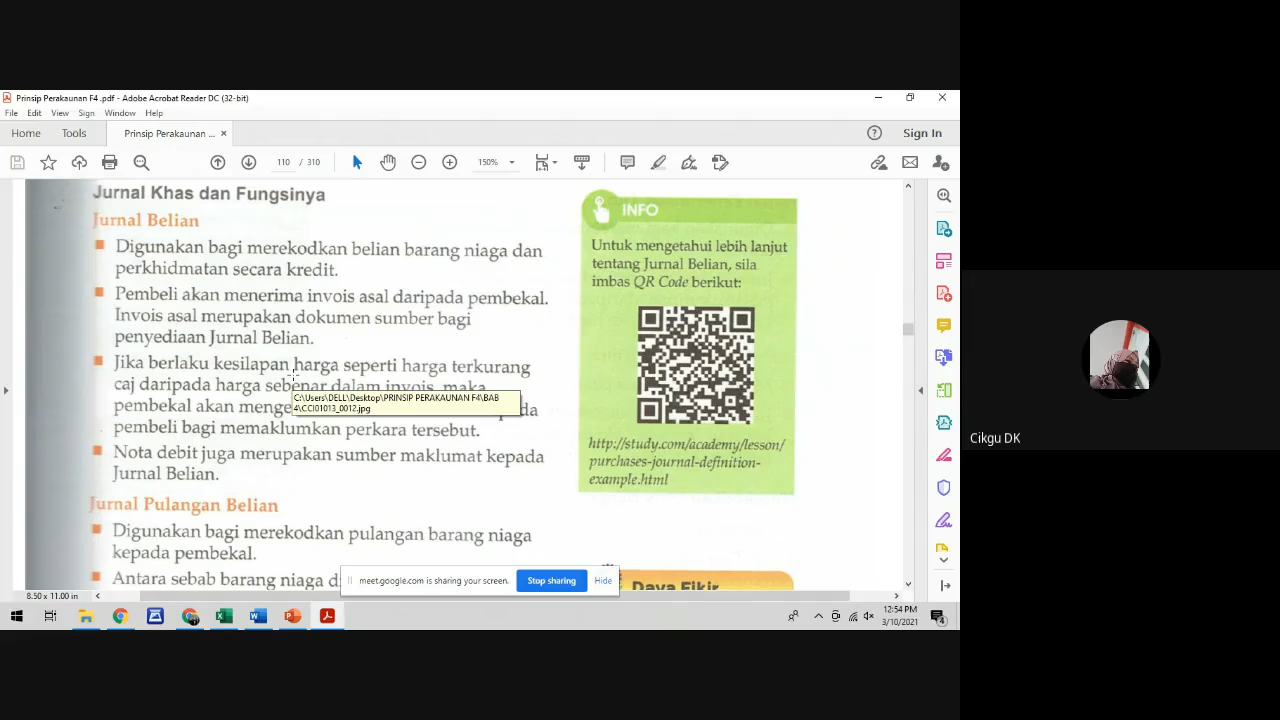 Prinsip Perakaunan F4 .pdf - Adobe Acrobat Reader DC (32-bit)
File Edit View Sign Window Help
Home Tools Prinsip Perakaunan ... × Sign In
110 / 310 150%
Jurnal Khas dan Fungsinya
Jurnal Belian
Digunakan bagi merekodkan belian barang niaga dan
perkhidmatan secara kredit.
Pembeli akan menerima invois asal daripada pembekal.
Invois asal merupakan dokumen sumber bagi
penyediaan Jurnal Belian.
Jika berlaku kesilapan harga seperti harga terkurang
caj daripada harga sebenar dalam invois, maka
pembekal akan
pembeli bagi memaklumkan perkara tersebut.
Nota debit juga merupakan sumber maklumat kepada
Jurnal Belian.
Jurnal Pulangan Belian
Digunakan bagi merekodkan pulangan barang niaga
kepada pembekal.
Antara sebab barang niaga
C:\Users\DELL\Desktop\PRINSIP PERAKAUNAN F4\BAB
4\CCI01013_0012.jpg
INFO
Untuk mengetahui lebih lanjut
tentang Jurnal Belian, sila
imbas QR Code berikut:
http://study.com/academy/lesson/
purchases-journal-definition-
example.html
Daya Fikir
meet.google.com is sharing your screen. Stop sharing Hide
8.50 x 11.00 in
12:54 PM
3/10/2021
4
Cikgu DK